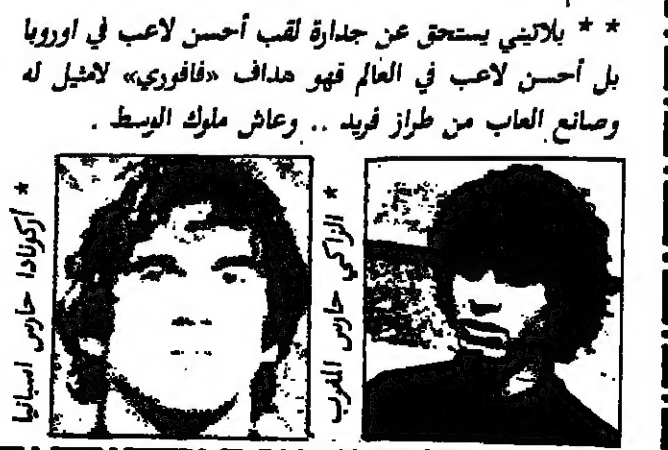 * * بلاتيني يستحق عن جدارة لقب أحسن لاعب في اوروبا
بل أحسن لاعب في العالم فهو هداف «فافوري» لامثيل له
وصانع العاب من طراز فريد .. وعاش ملوك الوسط .
* الزاكي حارس المغرب
* أركونادا حارس اسبانيا